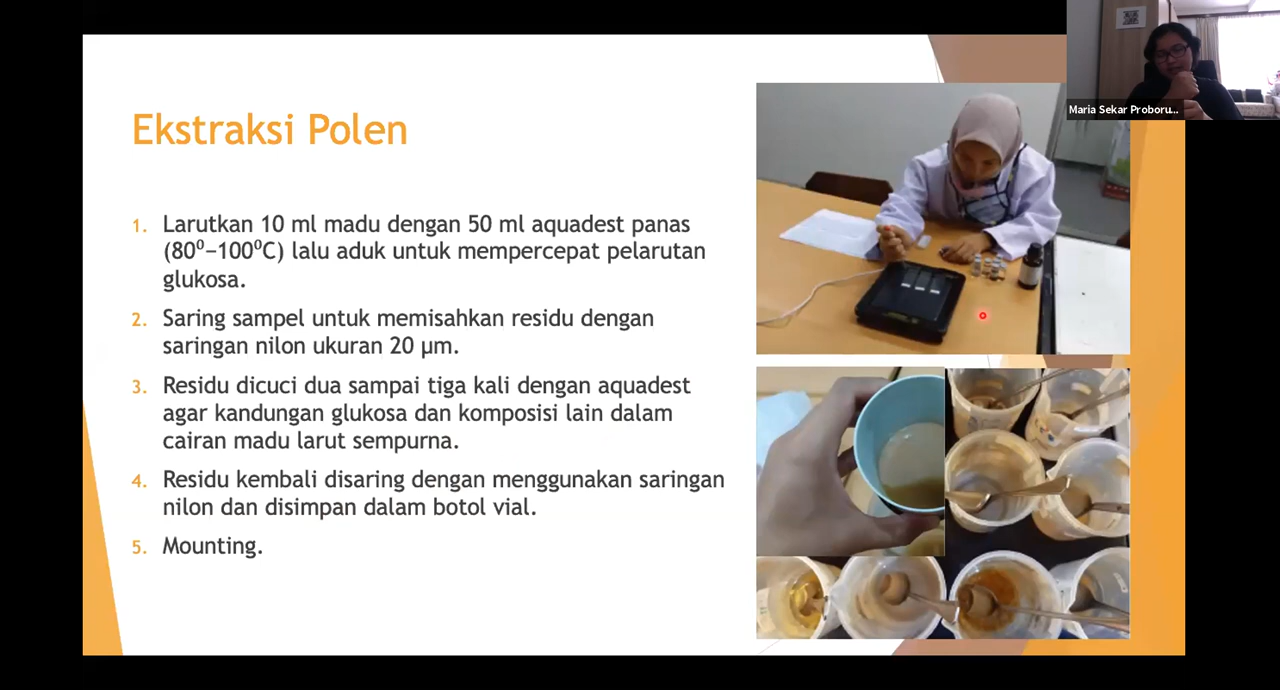 Ekstraksi Polen
1. Larutkan 10 ml madu dengan 50 ml aquadest panas
(80⁰−100⁰C) lalu aduk untuk mempercepat pelarutan
glukosa.
2. Saring sampel untuk memisahkan residu dengan
saringan nilon ukuran 20 µm.
3. Residu dicuci dua sampai tiga kali dengan aquadest
agar kandungan glukosa dan komposisi lain dalam
cairan madu larut sempurna.
4. Residu kembali disaring dengan menggunakan saringan
nilon dan disimpan dalam botol vial.
5. Mounting.
Maria Sekar Proboru...